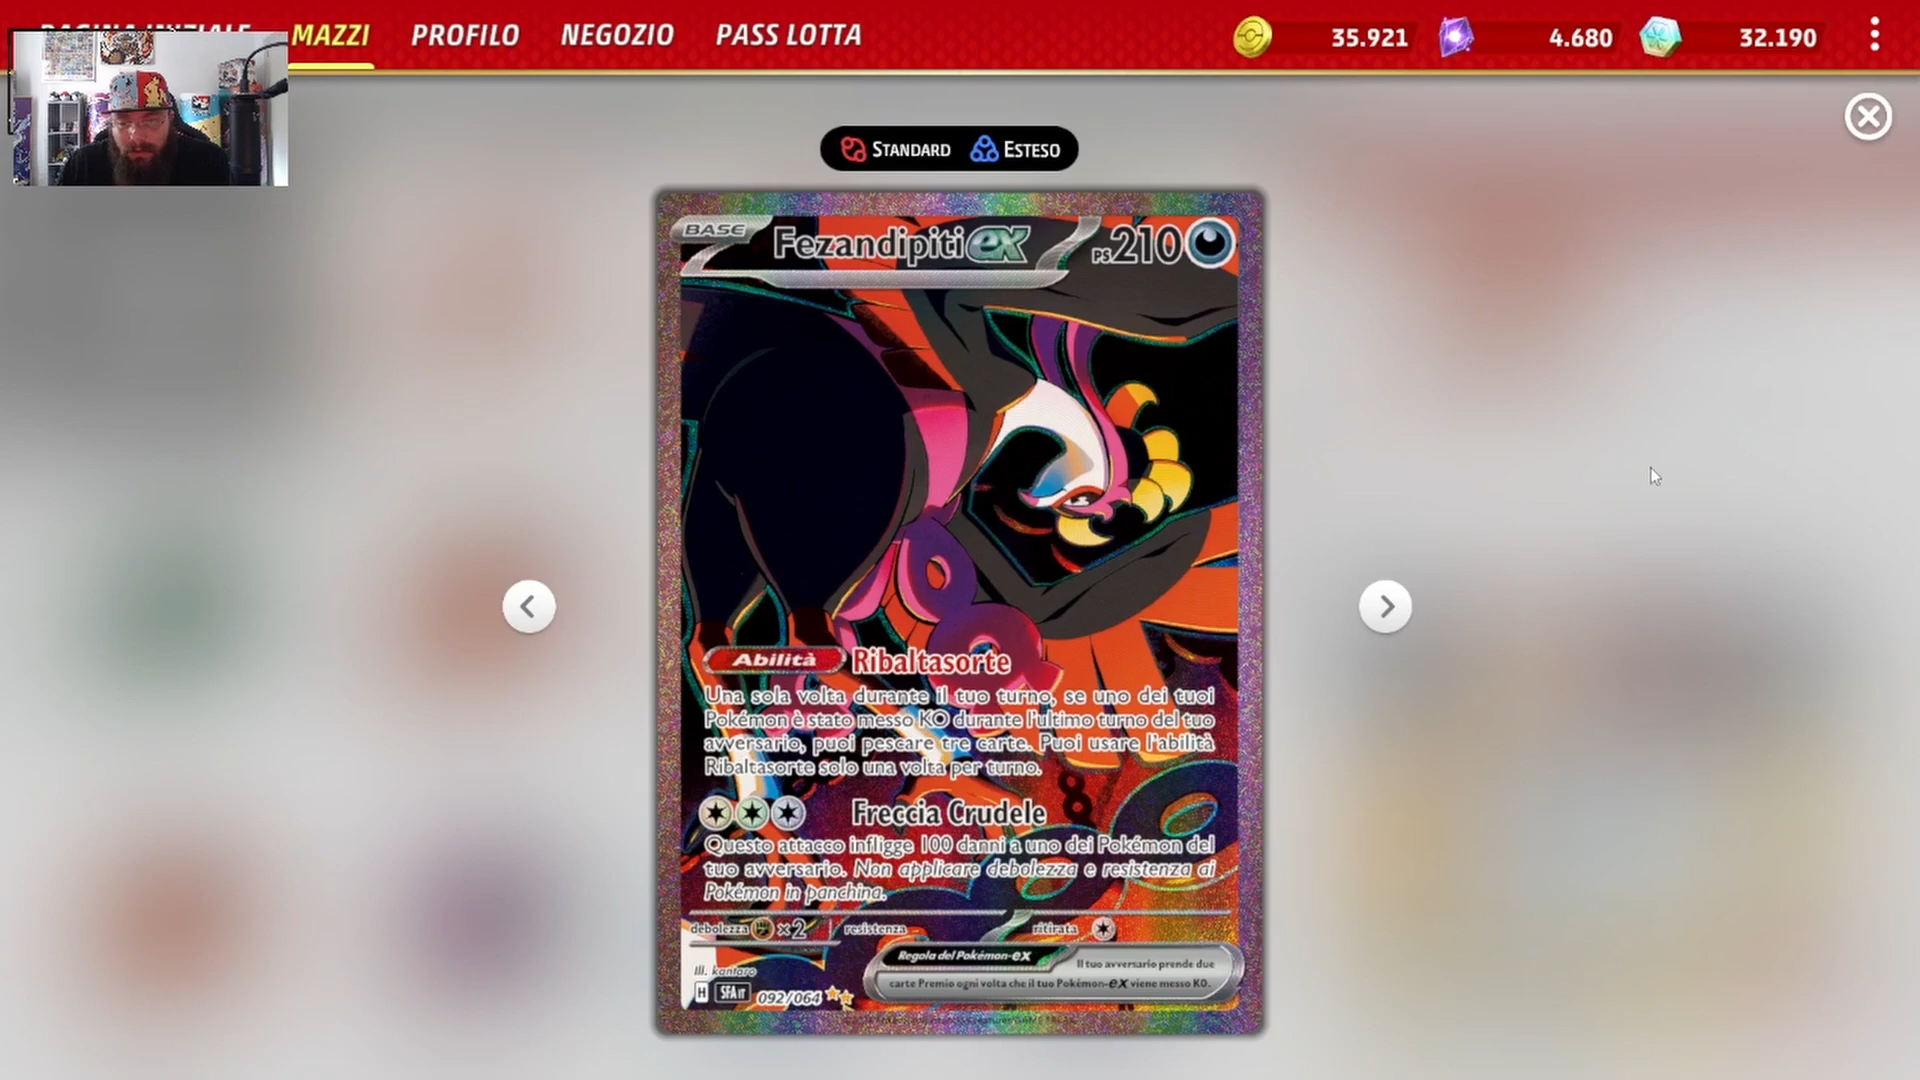 PAGINA INIZIALE MAZZI PROFILO NEGOZIO PASS LOTTA 35.921 4.680 32.190
STANDARD ESTESO
BASE Fezandipiti ex PS 210
Abilità Ribaltasorte
Una sola volta durante il tuo turno, se uno dei tuoi
Pokémon è stato messo KO durante l'ultimo turno del tuo
avversario, puoi pescare tre carte. Puoi usare l'abilità
Ribaltasorte solo una volta per turno.
Freccia Crudele
Questo attacco infligge 100 danni a uno dei Pokémon del
tuo avversario. Non applicare debolezza e resistenza ai
Pokémon in panchina.
debolezza ×2 resistenza ritirata
Regola del Pokémon-ex Il tuo avversario prende due
carte Premio ogni volta che il tuo Pokémon-ex viene messo KO.
Ill. kantaro
H SFA IT 092/064